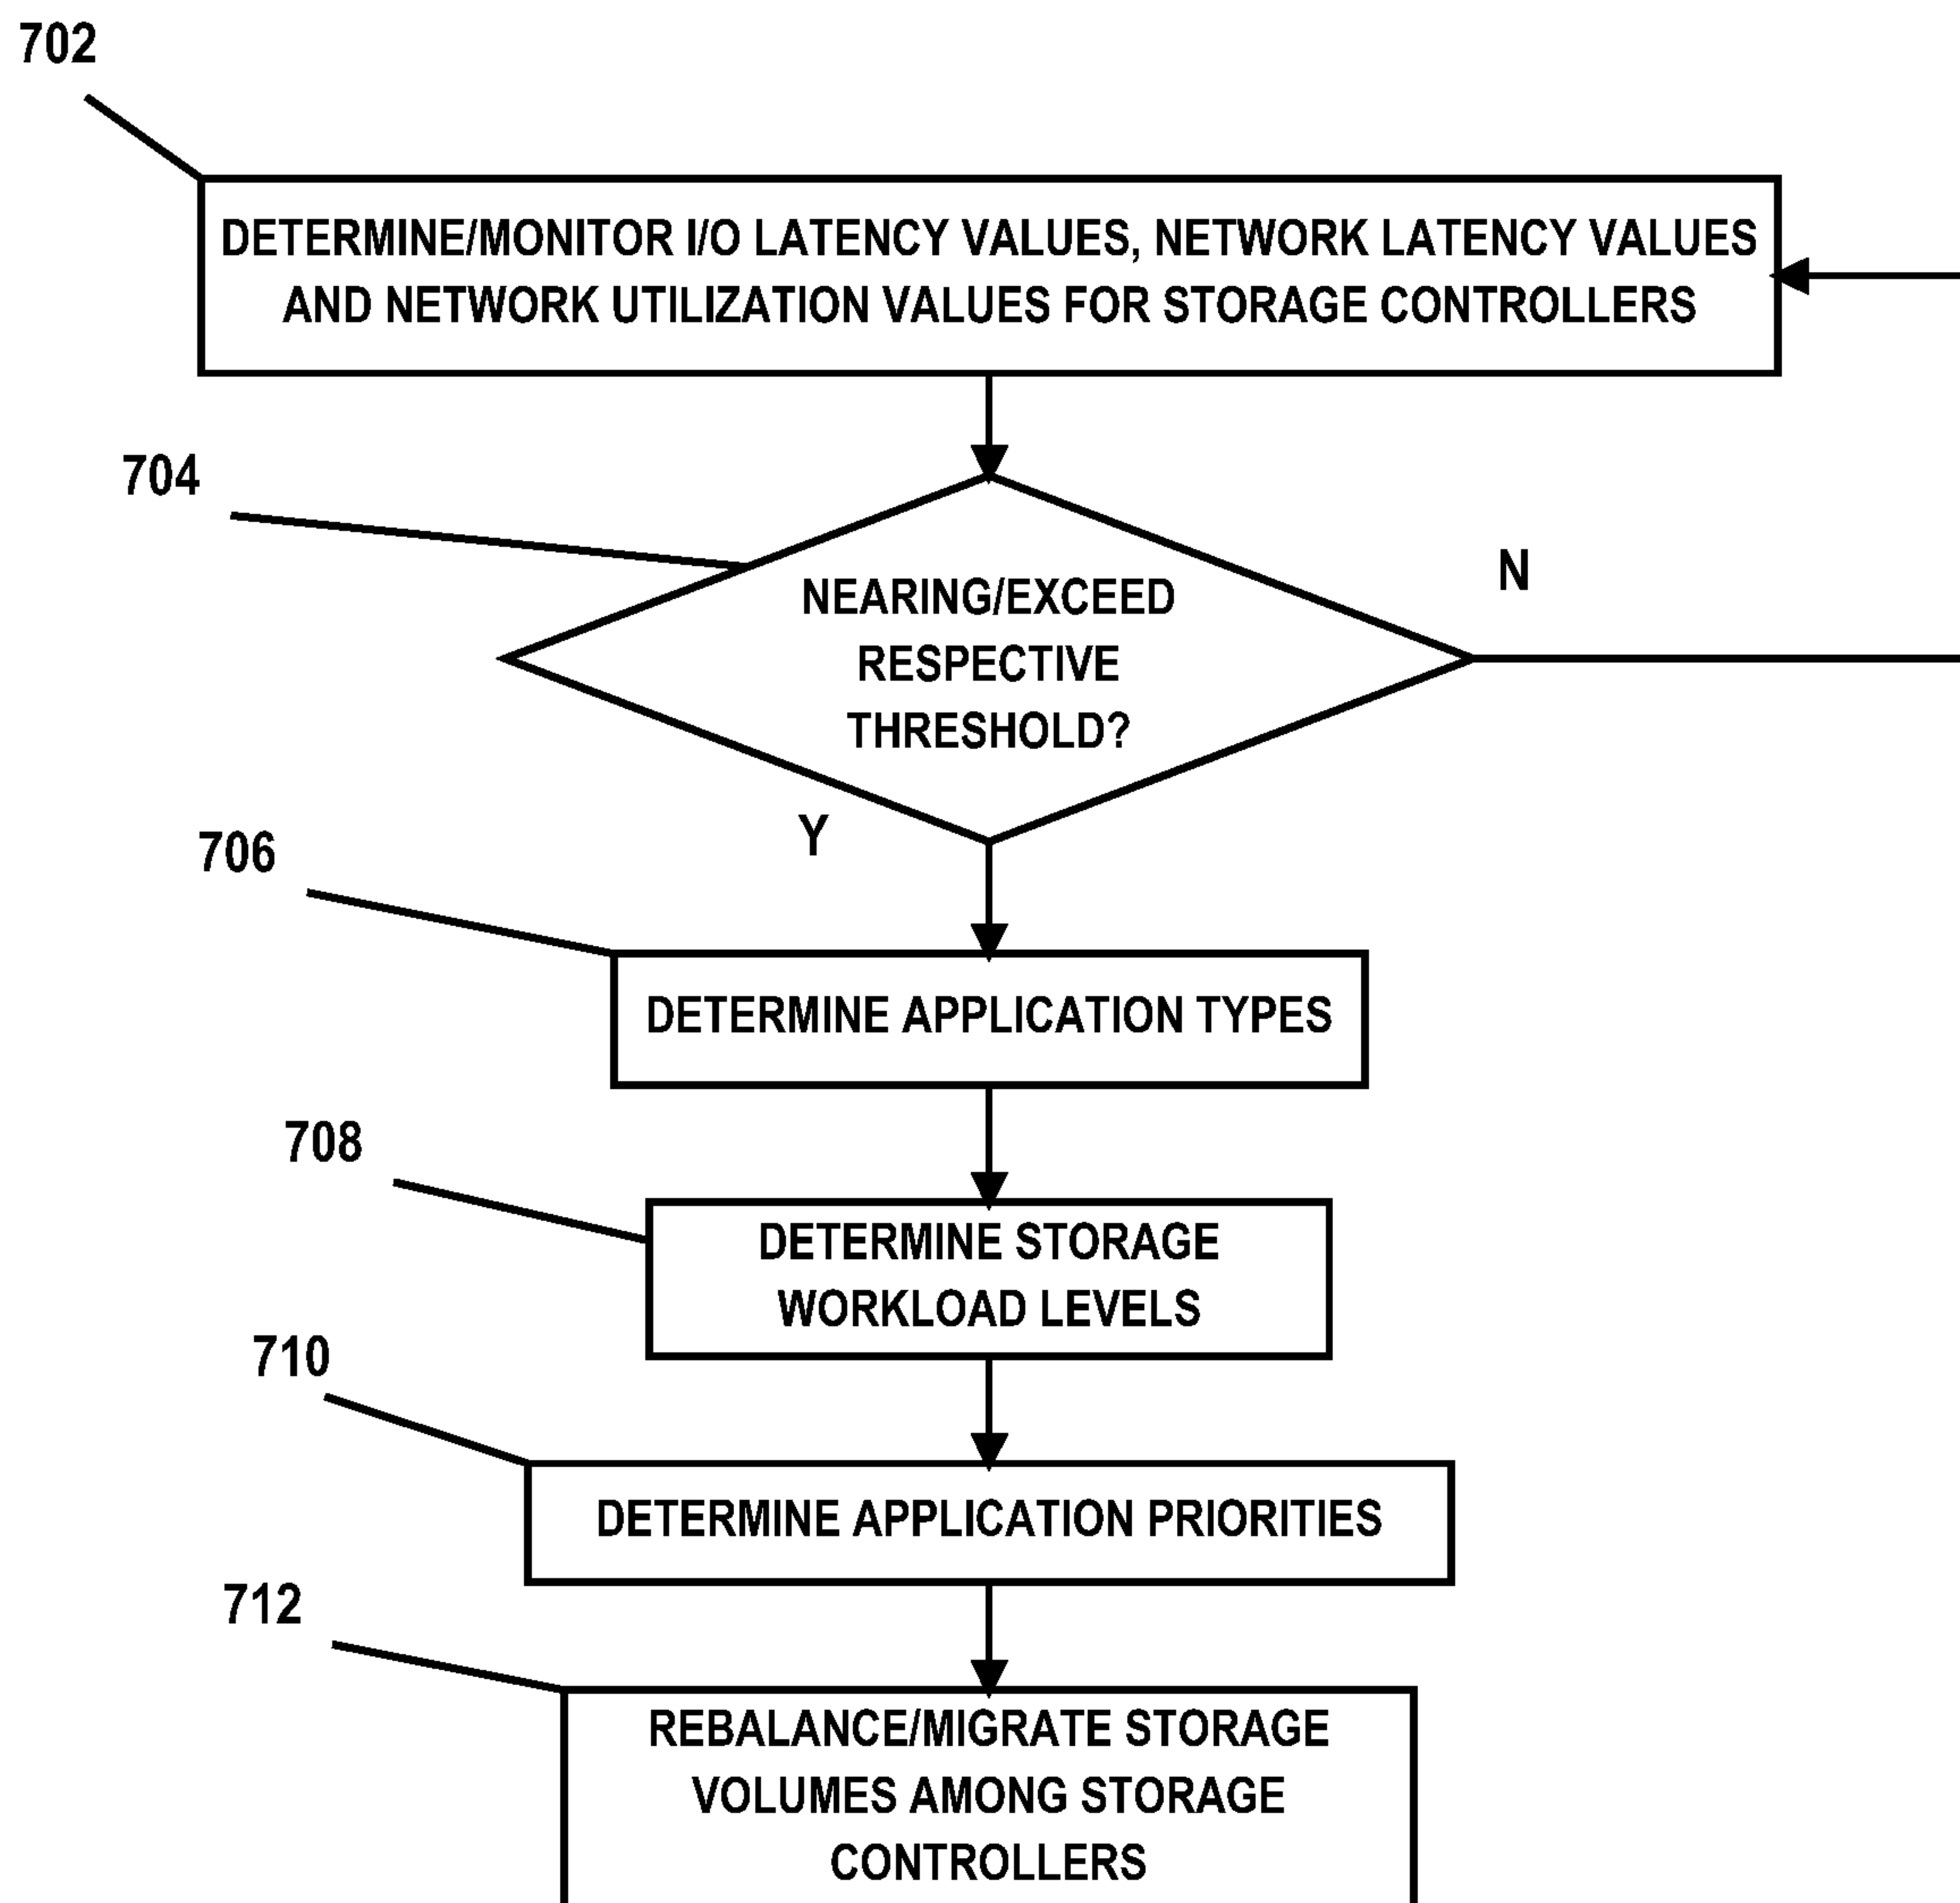 702
DETERMINE/MONITOR I/O LATENCY VALUES, NETWORK LATENCY VALUES
AND NETWORK UTILIZATION VALUES FOR STORAGE CONTROLLERS
704
NEARING/EXCEED
RESPECTIVE
THRESHOLD?
N
Y
706
DETERMINE APPLICATION TYPES
708
DETERMINE STORAGE
WORKLOAD LEVELS
710
DETERMINE APPLICATION PRIORITIES
712
REBALANCE/MIGRATE STORAGE
VOLUMES AMONG STORAGE
CONTROLLERS